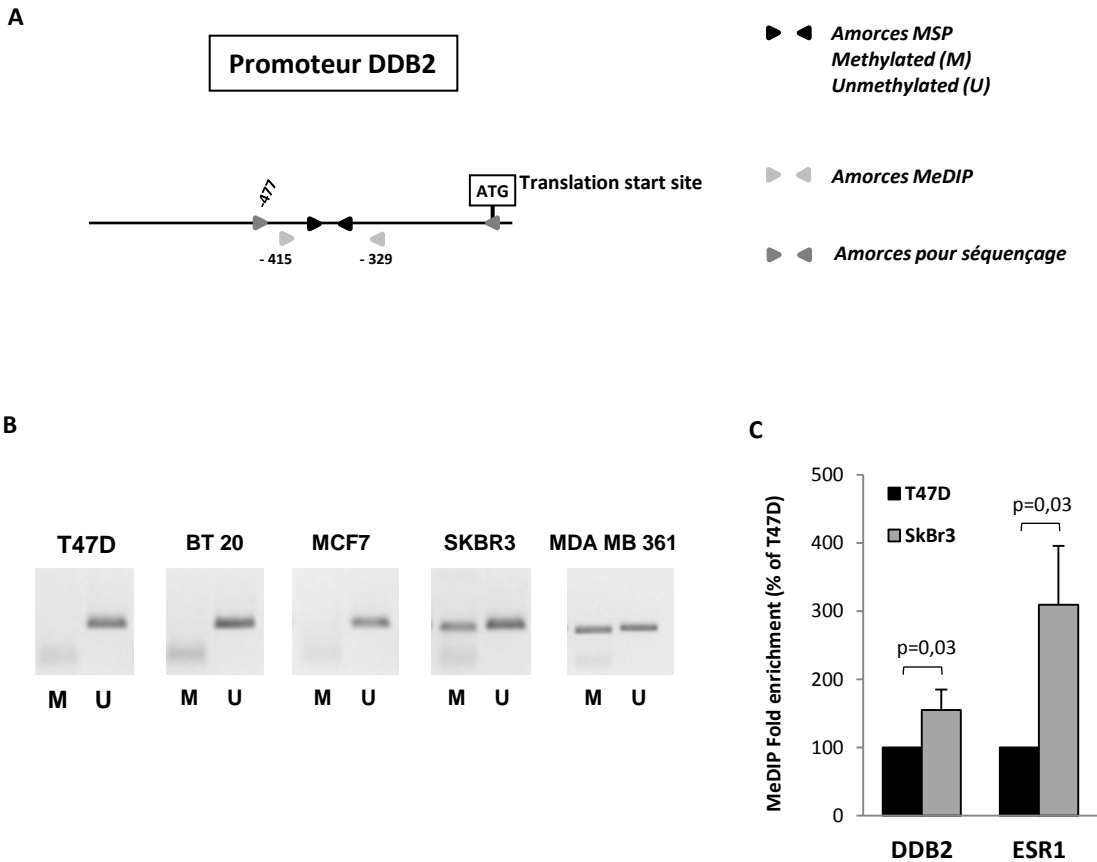 A
Promoteur DDB2
Amorces MSP
Methylated (M)
Unmethylated (U)
Amorces MeDIP
Amorces pour séquençage
-477
ATG
Translation start site
- 415
- 329
B
T47D
BT 20
MCF7
SKBR3
MDA MB 361
M U
M U
M U
M U
M U
C
MeDIP Fold enrichment (% of T47D)
500
400
300
200
100
0
T47D
SkBr3
p=0,03
p=0,03
DDB2
ESR1